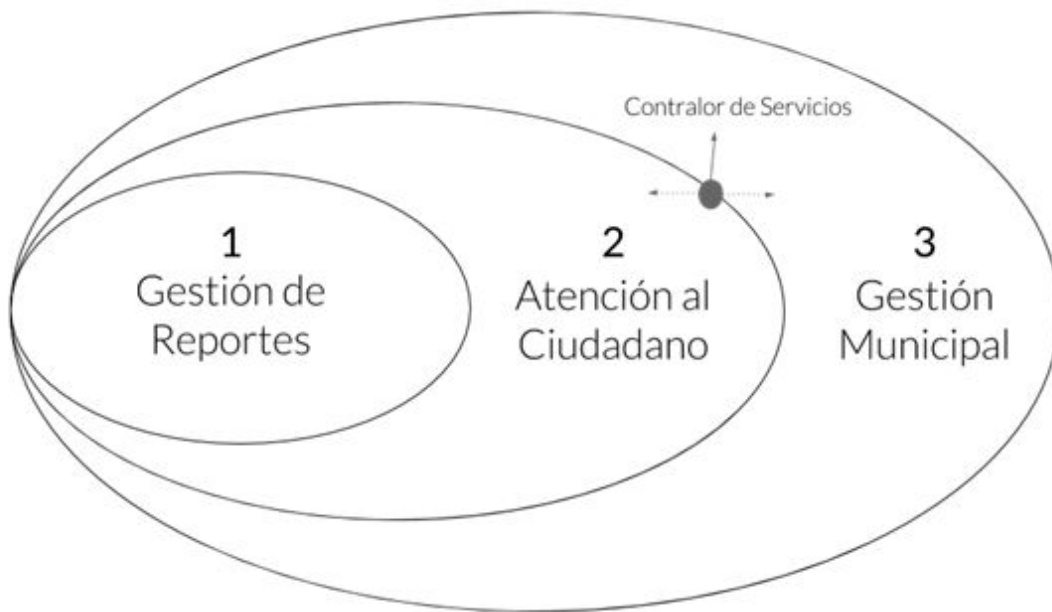 Contralor de Servicios
1
Gestión de
Reportes
2
Atención al
Ciudadano
3
Gestión
Municipal